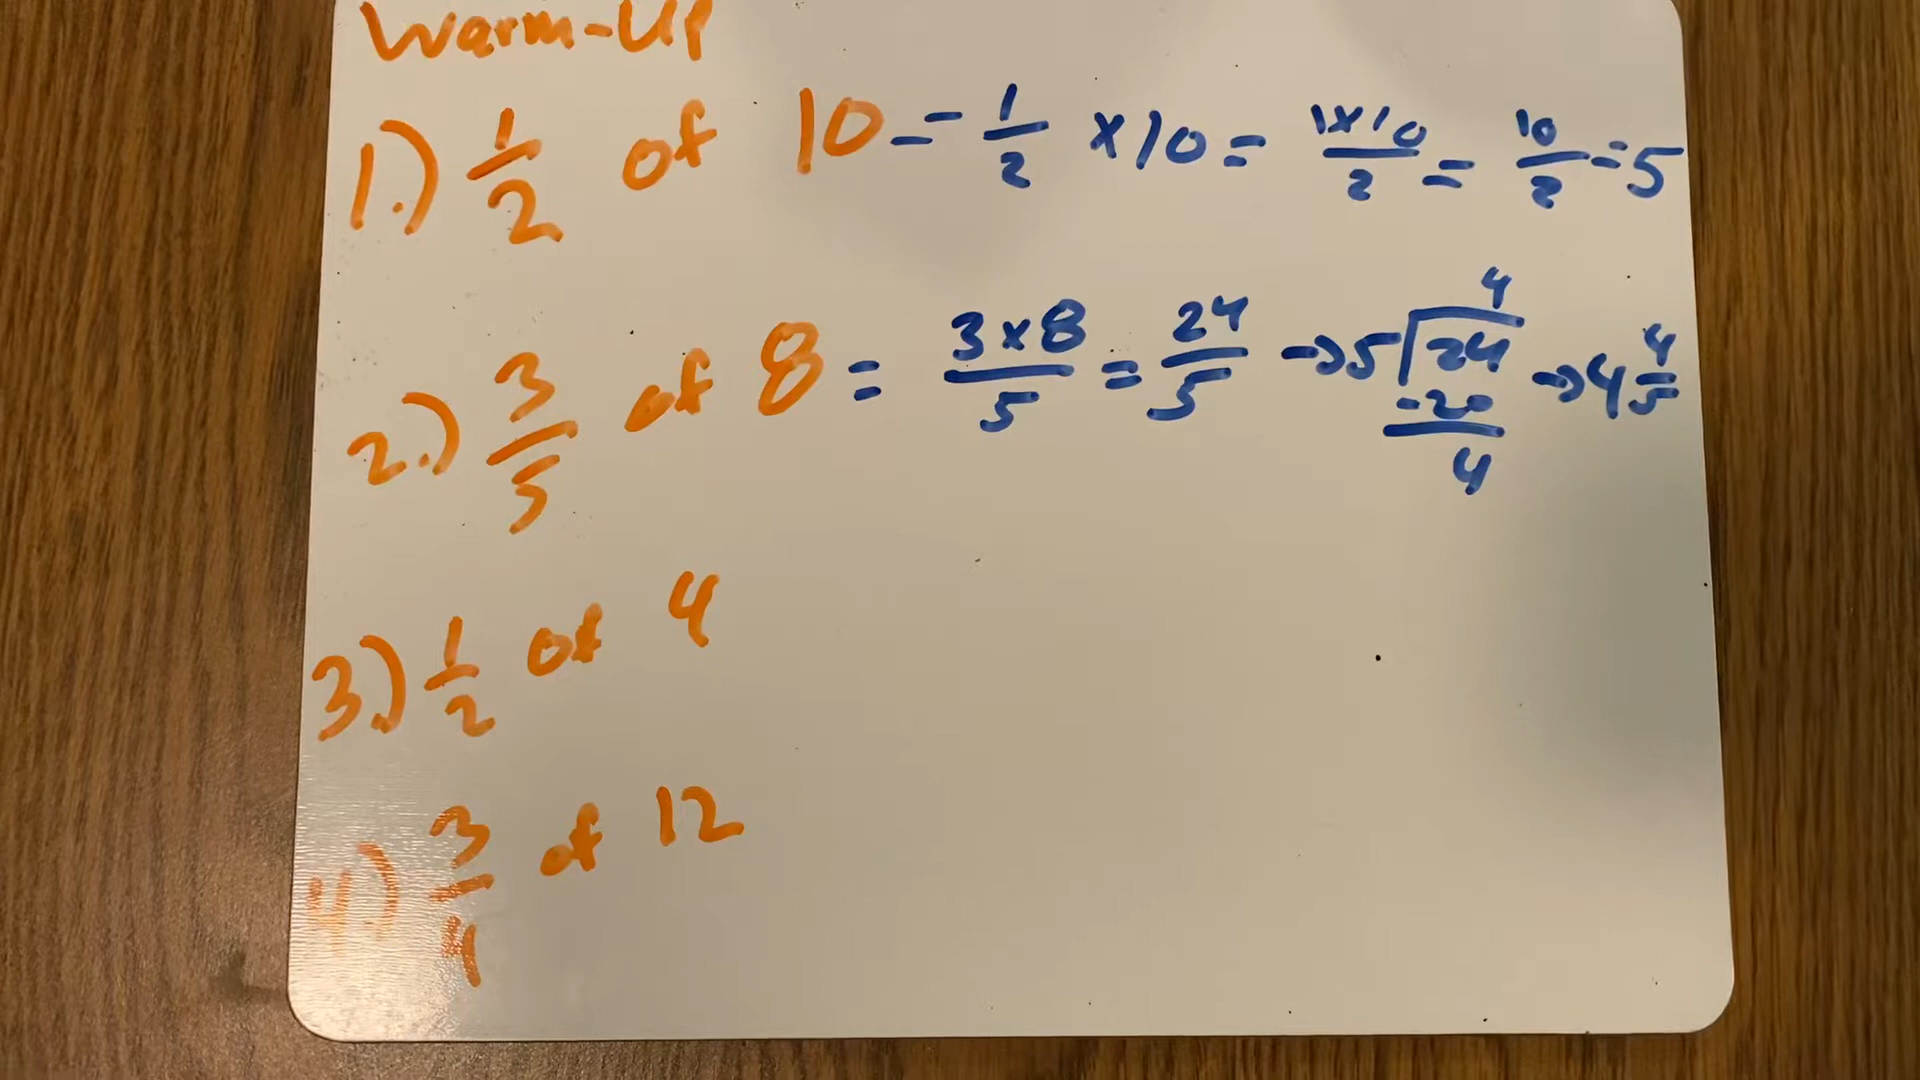 Warm-Up
1.) 1/2 of 10 = 1/2 x 10 = 1x10/2 = 10/2 = 5
2.) 3/5 of 8 = 3x8/5 = 24/5 → 5⟌24 4 -20 4 → 4 4/5
3.) 1/2 of 4
4.) 3/4 of 12